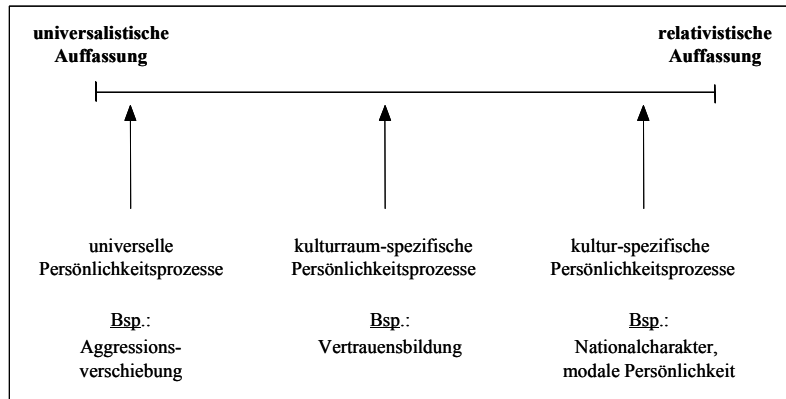 universalistische
Auffassung
relativistische
Auffassung
universelle
Persönlichkeitsprozesse
kulturraum-spezifische
Persönlichkeitsprozesse
kultur-spezifische
Persönlichkeitsprozesse
Bsp.:
Aggressions-
verschiebung
Bsp.:
Vertrauensbildung
Bsp.:
Nationalcharakter,
modale Persönlichkeit